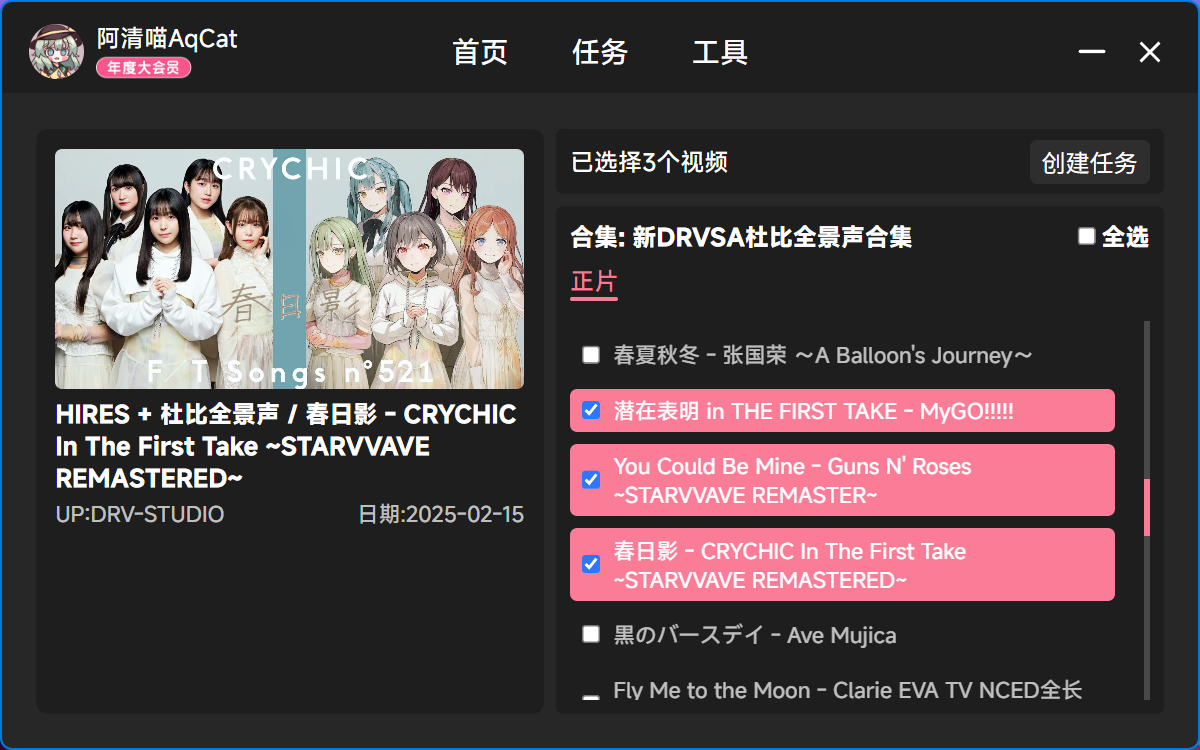 阿清喵AqCat
年度大会员
首页
任务
工具
CRYCHIC
春日影
F/T Songs n°521
HIRES + 杜比全景声 / 春日影 - CRYCHIC
In The First Take ~STARVVAVE
REMASTERED~
UP:DRV-STUDIO
日期:2025-02-15
已选择3个视频
创建任务
合集: 新DRVSA杜比全景声合集
全选
正片
春夏秋冬 - 张国荣 ～A Balloon's Journey～
潜在表明 in THE FIRST TAKE - MyGO!!!!!
You Could Be Mine - Guns N' Roses
~STARVVAVE REMASTER~
春日影 - CRYCHIC In The First Take
~STARVVAVE REMASTERED~
黒のバースデイ - Ave Mujica
Fly Me to the Moon - Clarie EVA TV NCED全长